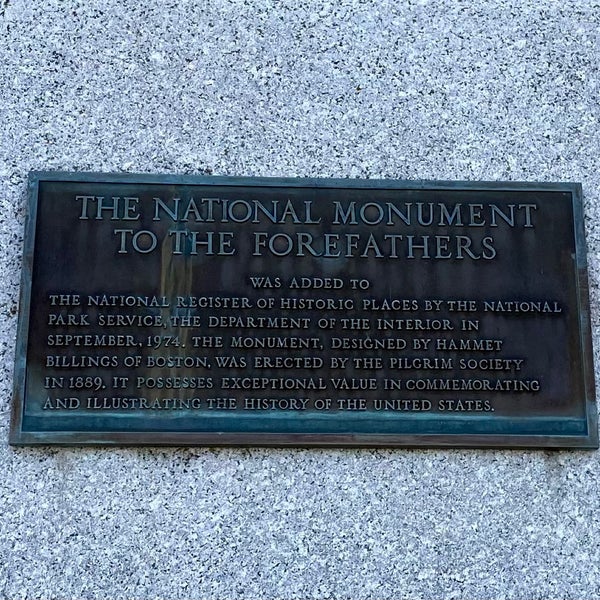 THE NATIONAL MONUMENT
TO THE FOREFATHERS
WAS ADDED TO
THE NATIONAL REGISTER OF HISTORIC PLACES BY THE NATIONAL
PARK SERVICE, THE DEPARTMENT OF THE INTERIOR IN
SEPTEMBER, 1974. THE MONUMENT, DESIGNED BY HAMMET
BILLINGS OF BOSTON, WAS ERECTED BY THE PILGRIM SOCIETY
IN 1889. IT POSSESSES EXCEPTIONAL VALUE IN COMMEMORATING
AND ILLUSTRATING THE HISTORY OF THE UNITED STATES.